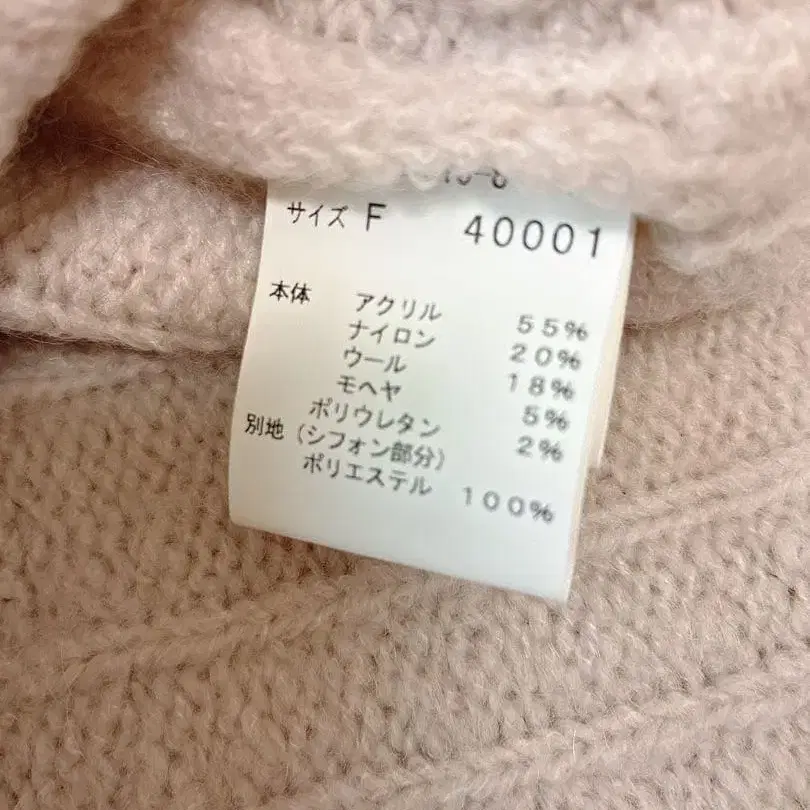 サイズ F 40001
本体 アクリル 55%
ナイロン 20%
ウール 18%
モヘヤ 5%
ポリウレタン 2%
別地 (シフォン部分)
ポリエステル 100%